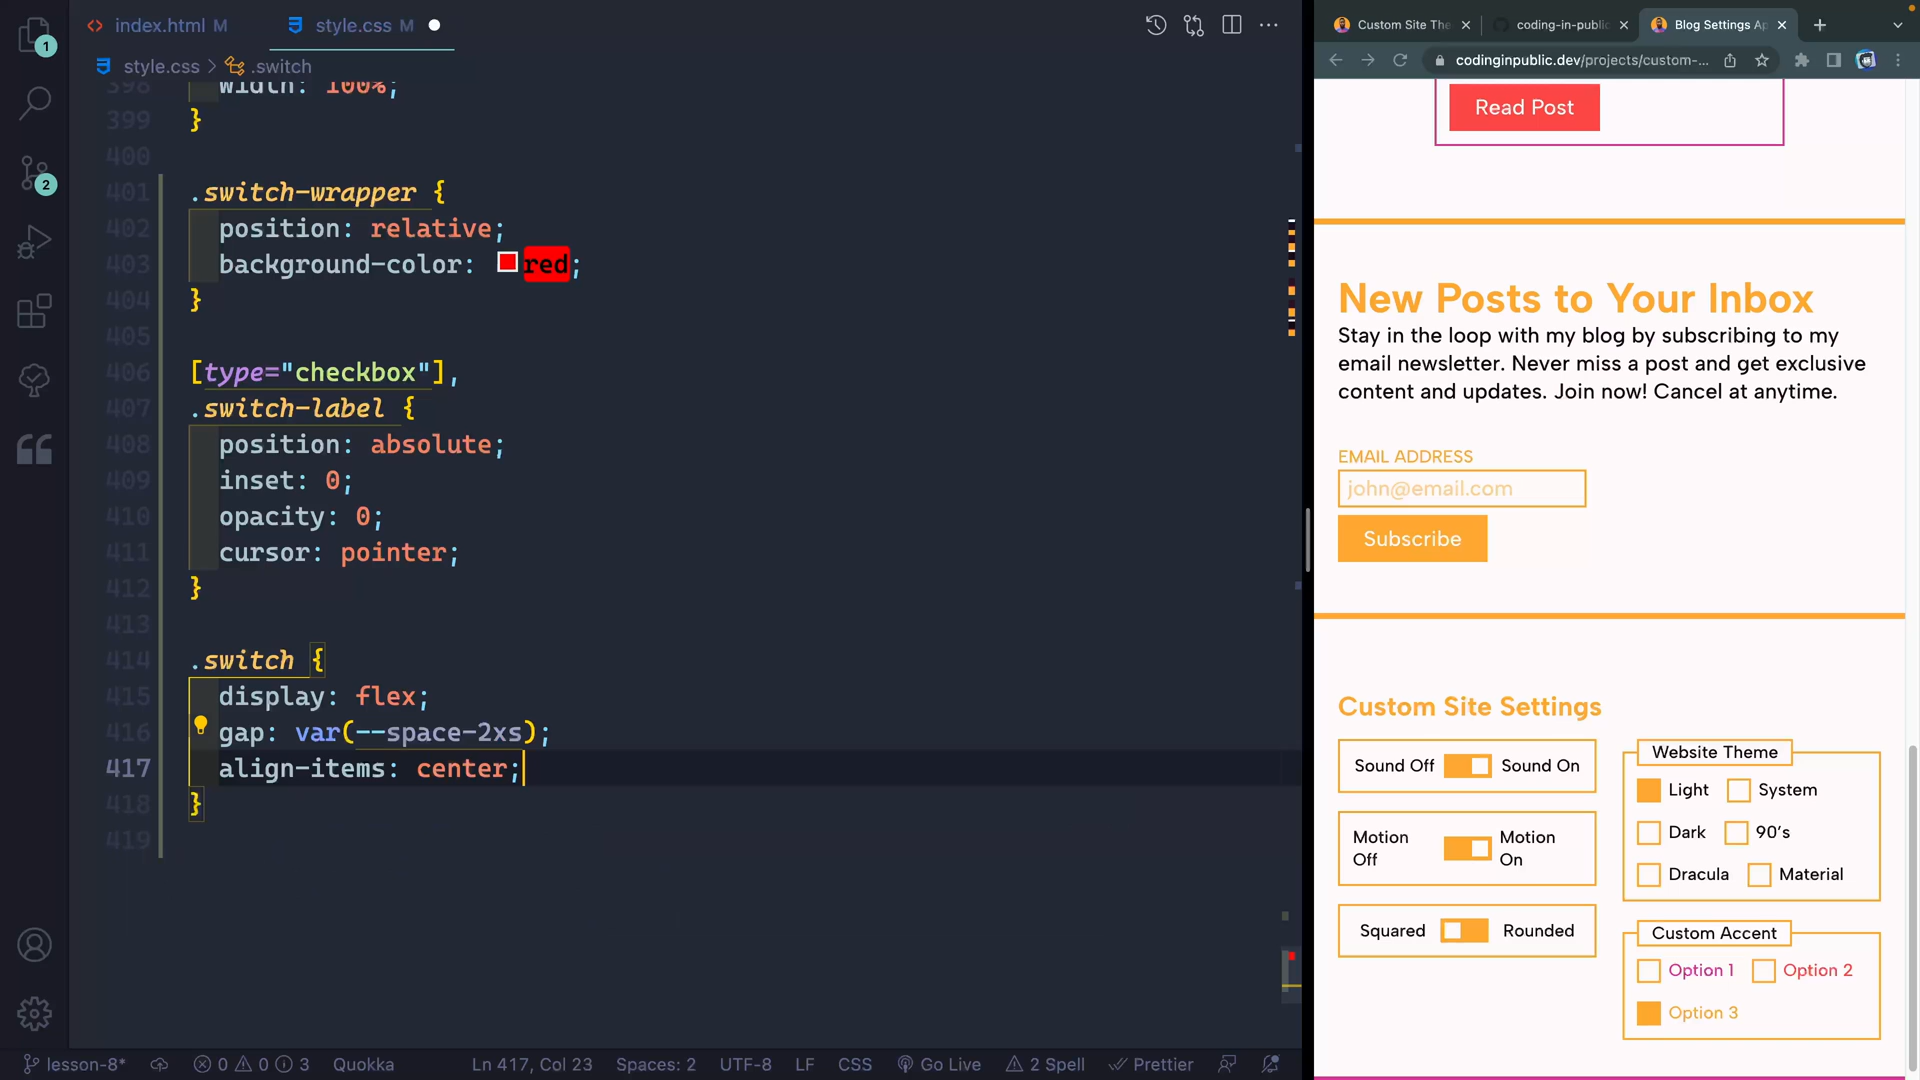 index.html M
style.css M
Custom Site The
coding-in-public
Blog Settings Ap
style.css > .switch
codinginpublic.dev/projects/custom-...
398 width: 100%;
399 }
400
401 .switch-wrapper {
402 position: relative;
403 background-color: red;
404 }
405
406 [type="checkbox"],
407 .switch-label {
408 position: absolute;
409 inset: 0;
410 opacity: 0;
411 cursor: pointer;
412 }
413
414 .switch {
415 display: flex;
416 gap: var(--space-2xs);
417 align-items: center;
418 }
419
1
2
Read Post
New Posts to Your Inbox
Stay in the loop with my blog by subscribing to my
email newsletter. Never miss a post and get exclusive
content and updates. Join now! Cancel at anytime.
EMAIL ADDRESS
john@email.com
Subscribe
Custom Site Settings
Sound Off Sound On
Motion
Off
Motion
On
Squared Rounded
Website Theme
Light System
Dark 90's
Dracula Material
Custom Accent
Option 1 Option 2
Option 3
lesson-8* 0 0 3 Quokka Ln 417, Col 23 Spaces: 2 UTF-8 LF CSS Go Live 2 Spell Prettier